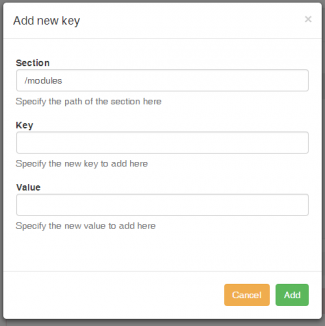 Add new key ×
Section
/modules
Specify the path of the section here
Key
Specify the new key to add here
Value
Specify the new value to add here
Cancel Add